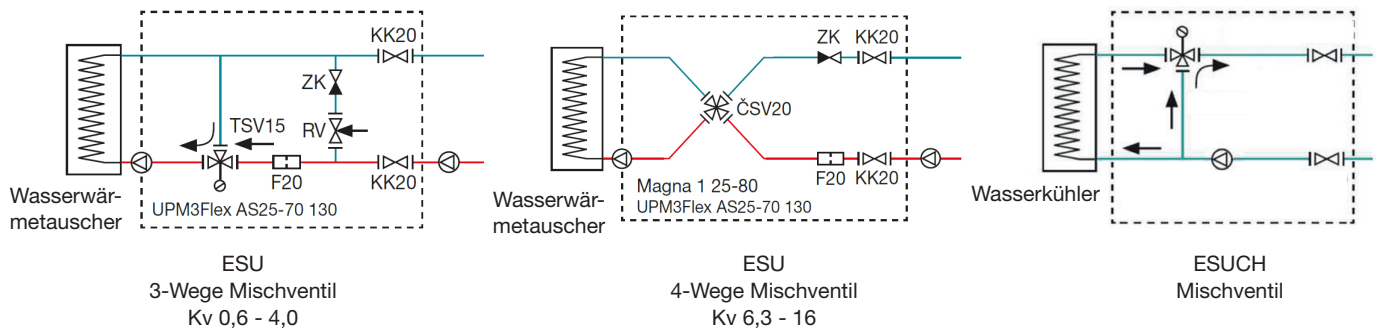 KK20
ZK
TSV15
RV
F20
KK20
Wasserwär-
metauscher
UPM3Flex AS25-70 130
ESU
3-Wege Mischventil
Kv 0,6 - 4,0
ZK KK20
ČSV20
Magna 1 25-80
F20 KK20
UPM3Flex AS25-70 130
Wasserwär-
metauscher
ESU
4-Wege Mischventil
Kv 6,3 - 16
Wasserkühler
ESUCH
Mischventil